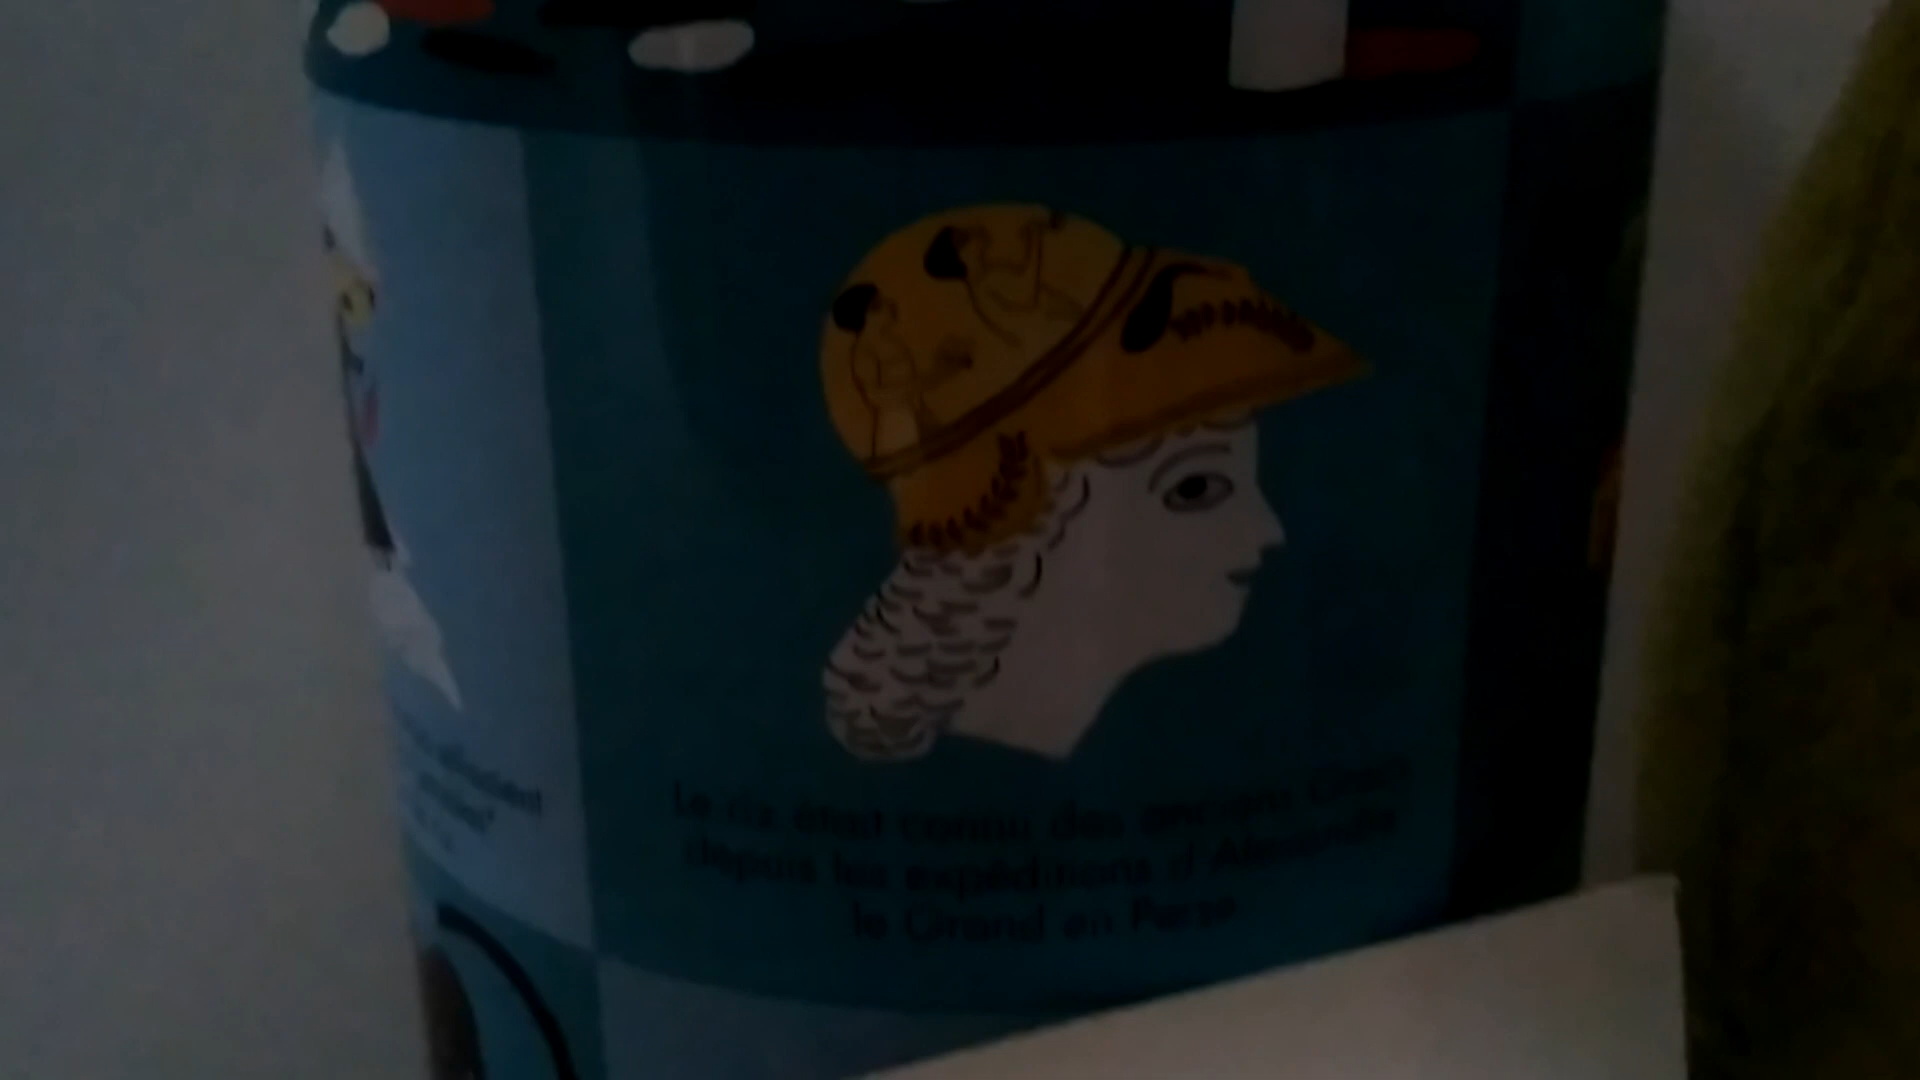 Le riz était connu des anciens Grecs
depuis les expéditions d'Alexandre
le Grand en Perse